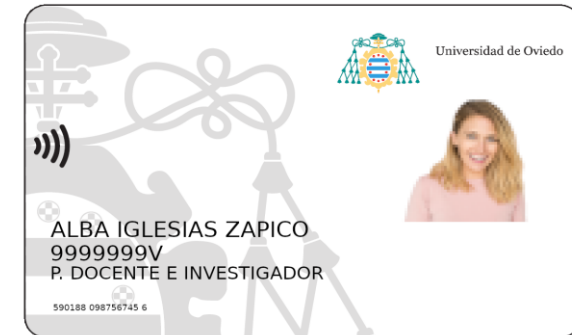 Universidad de Oviedo
ALBA IGLESIAS ZAPICO
9999999V
P. DOCENTE E INVESTIGADOR
590188 098756745 6